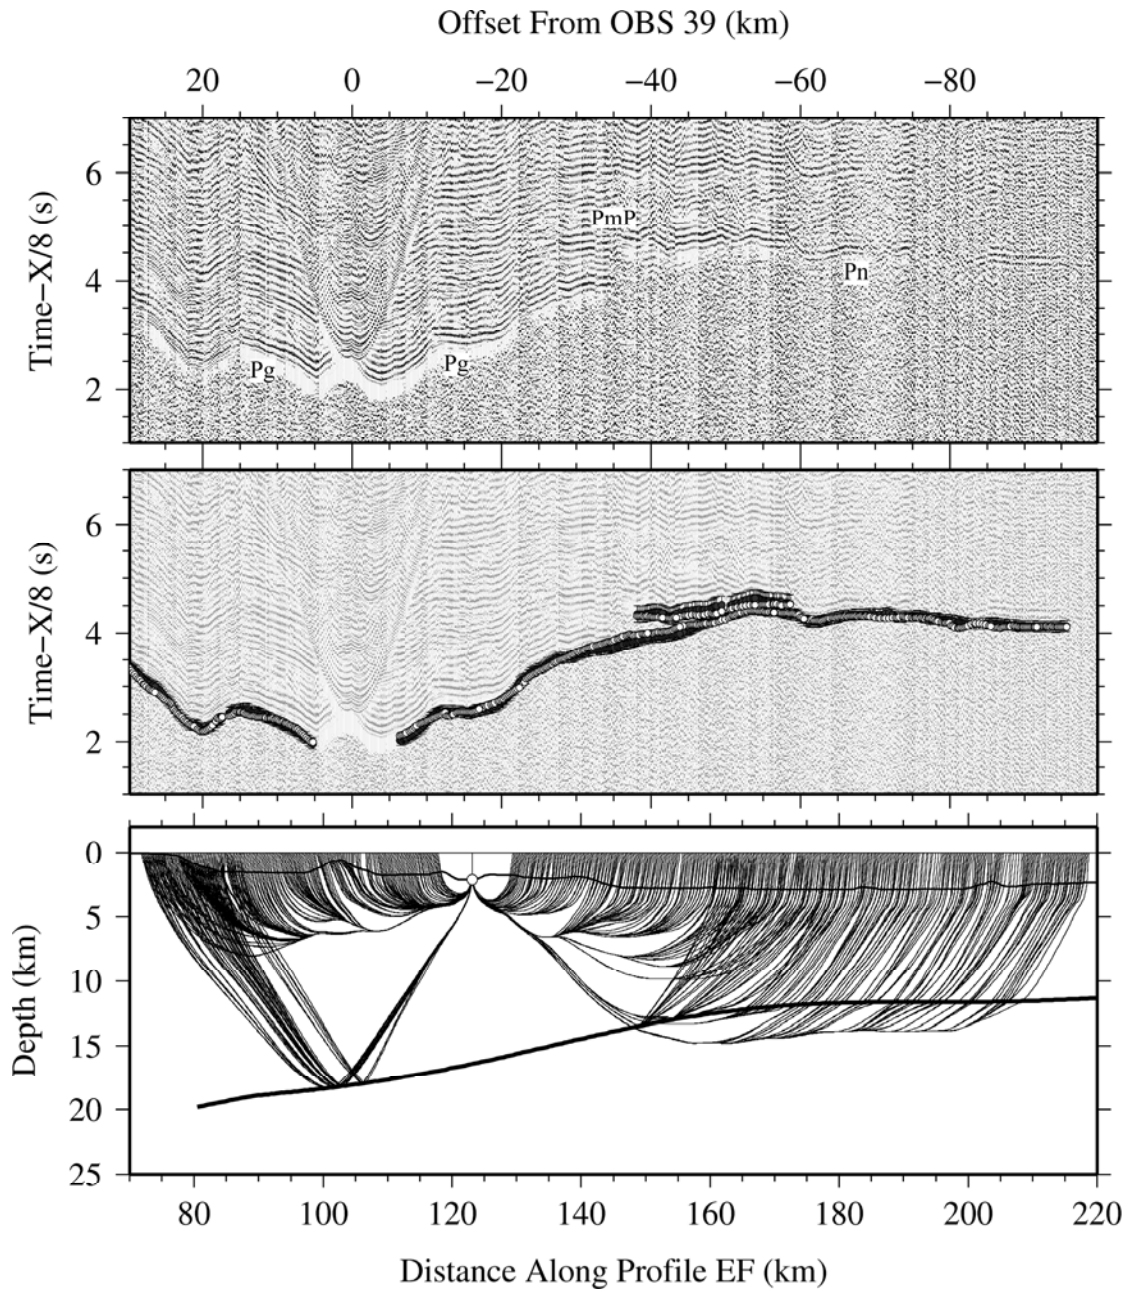 Offset From OBS 39 (km)
20 0 −20 −40 −60 −80
Time−X/8 (s)
6
4
2
PmP
Pn
Pg
Pg
Time−X/8 (s)
6
4
2
Depth (km)
0
5
10
15
20
25
80 100 120 140 160 180 200 220
Distance Along Profile EF (km)